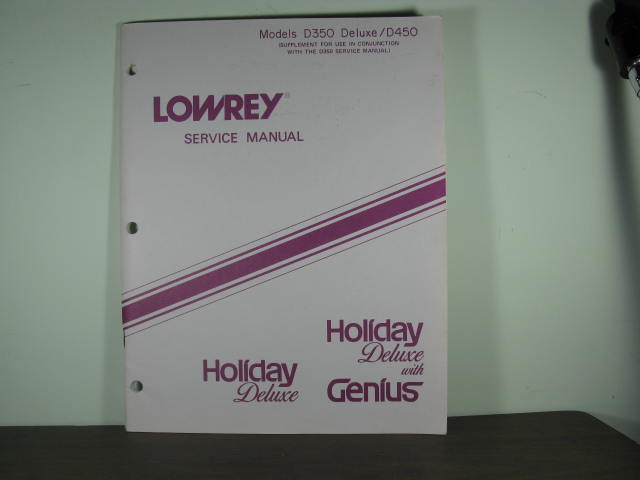 Models D350 Deluxe/D450
(SUPPLEMENT FOR USE IN CONJUNCTION
WITH THE D350 SERVICE MANUAL)
LOWREY®
SERVICE MANUAL
Holiday
Deluxe
with
Genius
Holiday
Deluxe